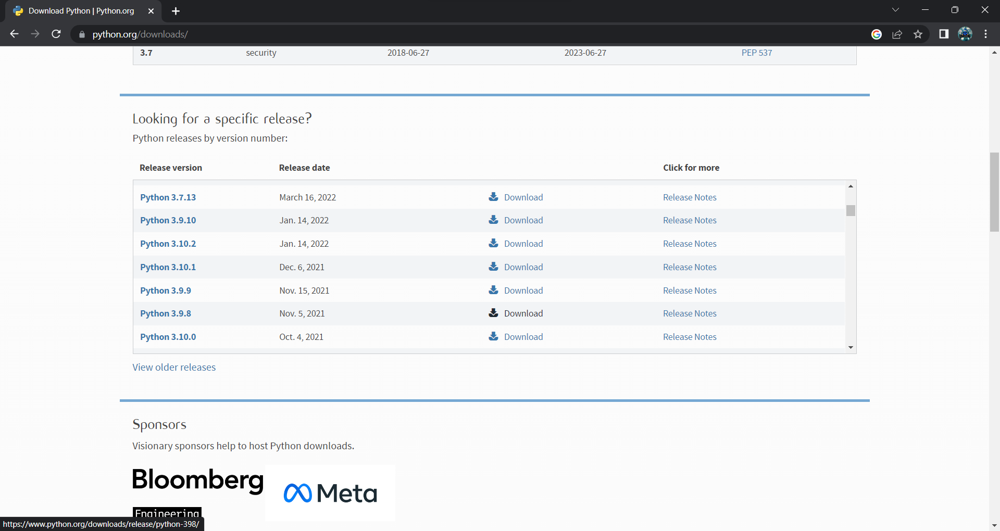 Download Python | Python.org
python.org/downloads/
3.7 security 2018-06-27 2023-06-27 PEP 537
Looking for a specific release?
Python releases by version number:
Release version Release date Click for more
Python 3.7.13 March 16, 2022 Download Release Notes
Python 3.9.10 Jan. 14, 2022 Download Release Notes
Python 3.10.2 Jan. 14, 2022 Download Release Notes
Python 3.10.1 Dec. 6, 2021 Download Release Notes
Python 3.9.9 Nov. 15, 2021 Download Release Notes
Python 3.9.8 Nov. 5, 2021 Download Release Notes
Python 3.10.0 Oct. 4, 2021 Download Release Notes
View older releases
Sponsors
Visionary sponsors help to host Python downloads.
Bloomberg
Meta
Engineering
https://www.python.org/downloads/release/python-398/